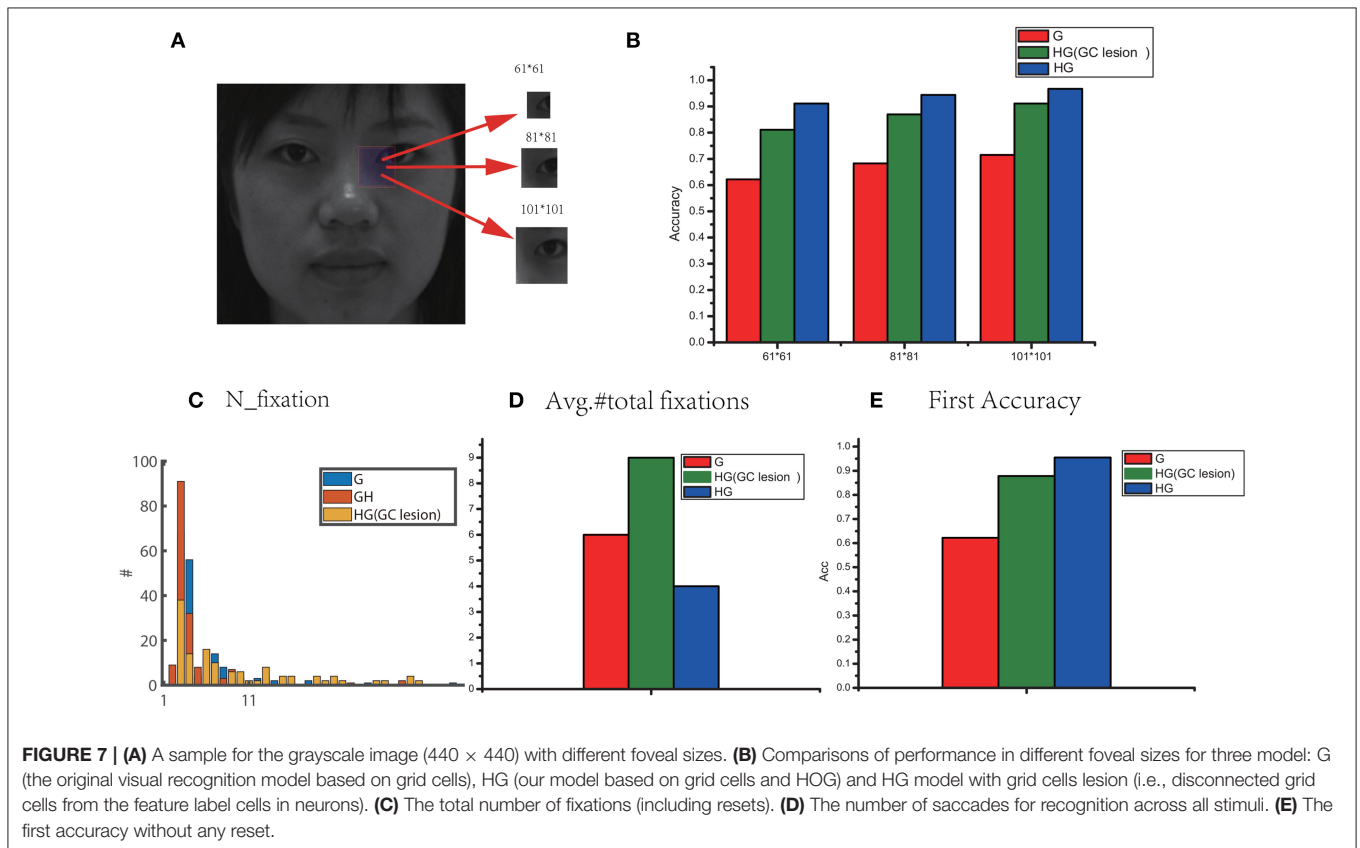 A
61*61
81*81
101*101
B
G
HG(GC lesion )
HG
1.0
0.9
0.8
0.7
0.6
0.5
0.4
0.3
0.2
0.1
0.0
Accuracy
61*61
81*81
101*101
C N_fixation
100
80
60
40
20
0
#
1
11
G
GH
HG(GC lesion)
D Avg.#total fixations
9
8
7
6
5
4
3
2
1
0
G
HG(GC lesion )
HG
E First Accuracy
1.0
0.9
0.8
0.7
0.6
0.5
0.4
0.3
0.2
0.1
0.0
Acc
G
HG(GC lesion)
HG
FIGURE 7 | (A) A sample for the grayscale image (440 × 440) with different foveal sizes. (B) Comparisons of performance in different foveal sizes for three model: G
(the original visual recognition model based on grid cells), HG (our model based on grid cells and HOG) and HG model with grid cells lesion (i.e., disconnected grid
cells from the feature label cells in neurons). (C) The total number of fixations (including resets). (D) The number of saccades for recognition across all stimuli. (E) The
first accuracy without any reset.